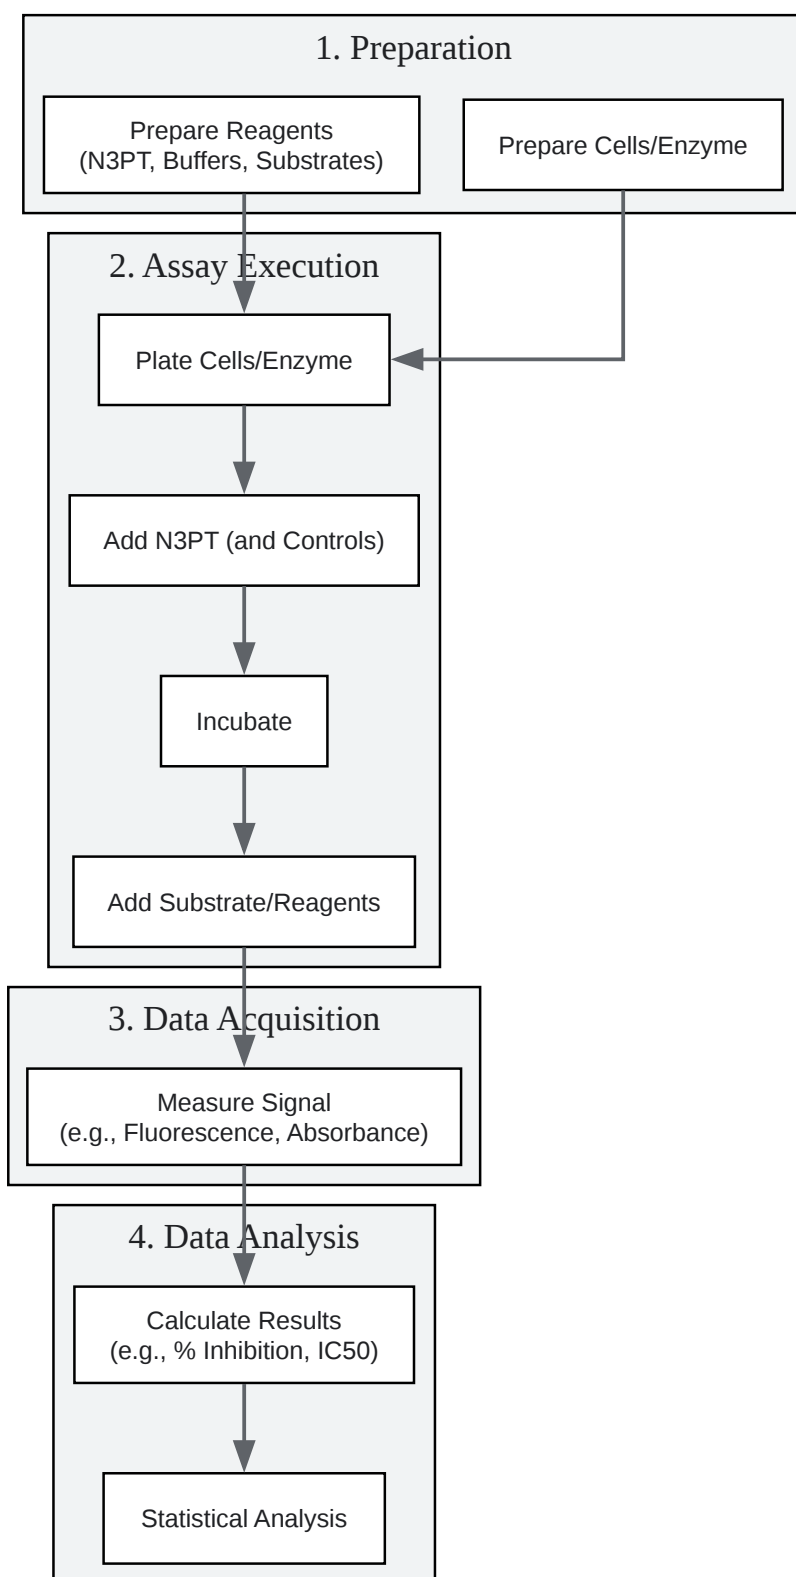 1. Preparation
Prepare Reagents
(N3PT, Buffers, Substrates)
Prepare Cells/Enzyme
2. Assay Execution
Plate Cells/Enzyme
Add N3PT (and Controls)
Incubate
Add Substrate/Reagents
3. Data Acquisition
Measure Signal
(e.g., Fluorescence, Absorbance)
4. Data Analysis
Calculate Results
(e.g., % Inhibition, IC50)
Statistical Analysis